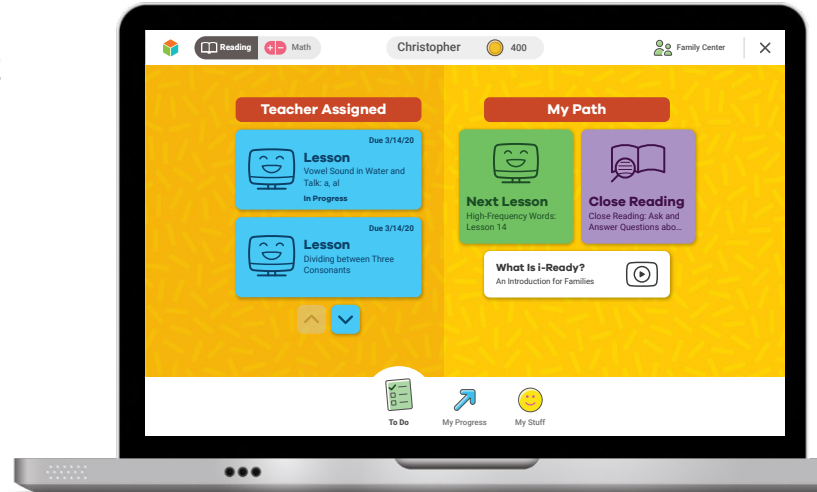 Reading
Math
Christopher
400
Family Center
Teacher Assigned
Due 3/14/20
Lesson
Vowel Sound in Water and
Talk: a, al
In Progress
Due 3/14/20
Lesson
Dividing between Three
Consonants
My Path
Next Lesson
High-Frequency Words:
Lesson 14
Close Reading
Close Reading: Ask and
Answer Questions abo...
What Is i-Ready?
An Introduction for Families
To Do
My Progress
My Stuff